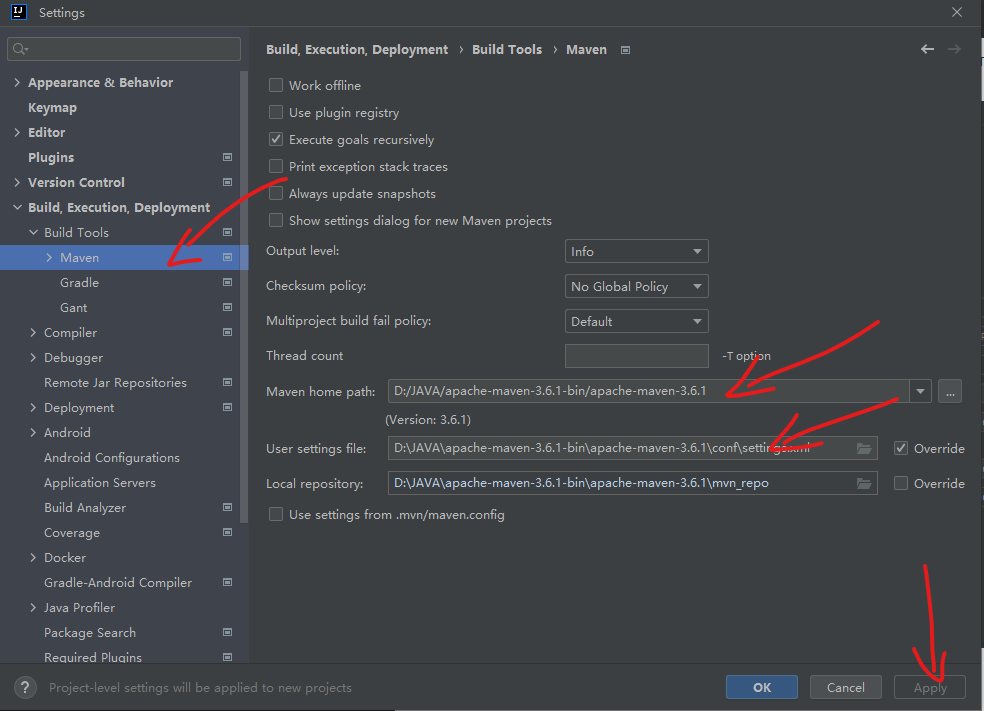 IJ
Settings
Appearance & Behavior
Keymap
Editor
Plugins
Version Control
Build, Execution, Deployment
Build Tools
Maven
Gradle
Gant
Compiler
Debugger
Remote Jar Repositories
Deployment
Android
Android Configurations
Application Servers
Build Analyzer
Coverage
Docker
Gradle-Android Compiler
Java Profiler
Package Search
Required Plugins
Build, Execution, Deployment › Build Tools › Maven
Work offline
Use plugin registry
Execute goals recursively
Print exception stack traces
Always update snapshots
Show settings dialog for new Maven projects
Output level: Info
Checksum policy: No Global Policy
Multiproject build fail policy: Default
Thread count -T option
Maven home path: D:/JAVA/apache-maven-3.6.1-bin/apache-maven-3.6.1 ...
(Version: 3.6.1)
User settings file: D:\JAVA\apache-maven-3.6.1-bin\apache-maven-3.6.1\conf\settings.xml Override
Local repository: D:\JAVA\apache-maven-3.6.1-bin\apache-maven-3.6.1\mvn_repo Override
Use settings from .mvn/maven.config
? Project-level settings will be applied to new projects
OK Cancel Apply